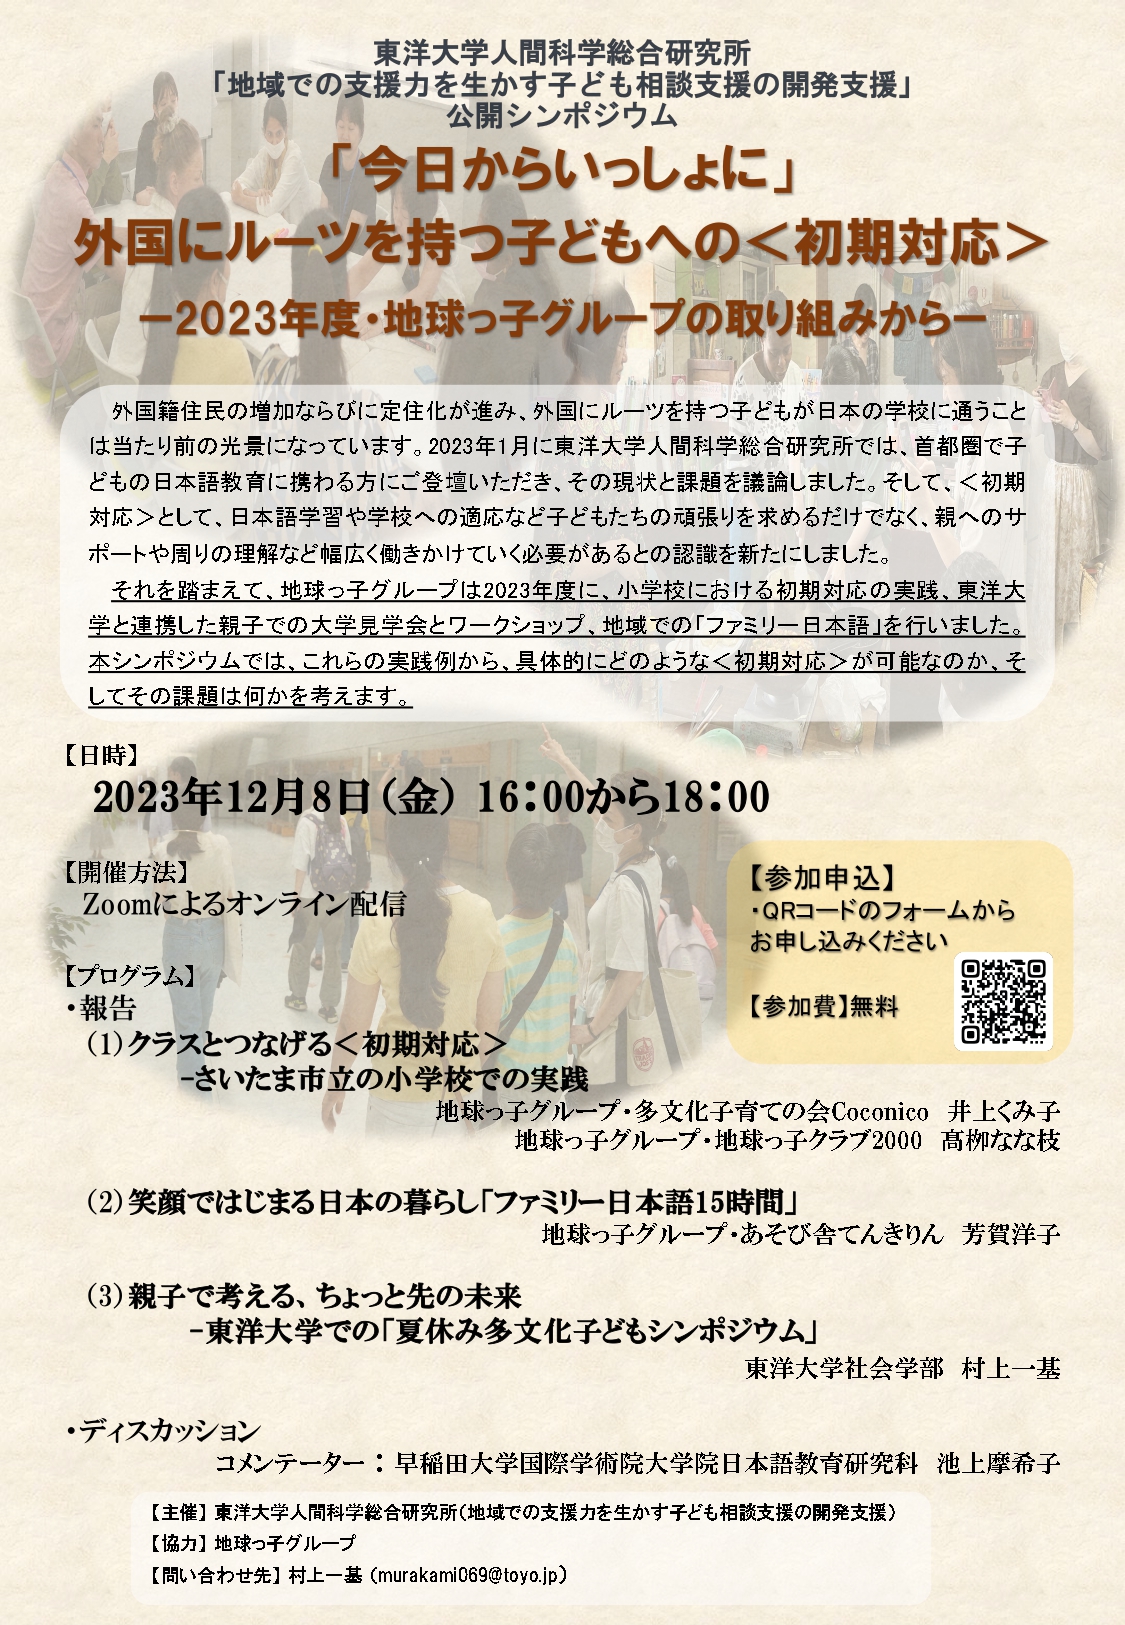 東洋大学人間科学総合研究所
「地域での支援力を生かす子ども相談支援の開発支援」
公開シンポジウム
「今日からいっしょに」
外国にルーツを持つ子どもへの＜初期対応＞
－2023年度・地球っ子グループの取り組みから－
外国籍住民の増加ならびに定住化が進み、外国にルーツを持つ子どもが日本の学校に通うこと
は当たり前の光景になっています。2023年1月に東洋大学人間科学総合研究所では、首都圏で子
どもの日本語教育に携わる方にご登壇いただき、その現状と課題を議論しました。そして、＜初期
対応＞として、日本語学習や学校への適応など子どもたちの頑張りを求めるだけでなく、親へのサ
ポートや周りの理解など幅広く働きかけていく必要があるとの認識を新たにしました。
それを踏まえて、地球っ子グループは2023年度に、小学校における初期対応の実践、東洋大
学と連携した親子での大学見学会とワークショップ、地域での「ファミリー日本語」を行いました。
本シンポジウムでは、これらの実践例から、具体的にどのような＜初期対応＞が可能なのか、そ
してその課題は何かを考えます。
【日時】
2023年12月8日（金） 16：00から18：00
【開催方法】
Zoomによるオンライン配信
【参加申込】
・QRコードのフォームから
お申し込みください
【参加費】無料
【プログラム】
・報告
（1）クラスとつなげる＜初期対応＞
－さいたま市立の小学校での実践
地球っ子グループ・多文化子育ての会Coconico　井上くみ子
地球っ子グループ・地球っ子クラブ2000　髙栁なな枝
（2）笑顔ではじまる日本の暮らし「ファミリー日本語15時間」
地球っ子グループ・あそび舎てんきりん　芳賀洋子
（3）親子で考える、ちょっと先の未来
－東洋大学での「夏休み多文化子どもシンポジウム」
東洋大学社会学部　村上一基
・ディスカッション
コメンテーター：早稲田大学国際学術院大学院日本語教育研究科　池上摩希子
【主催】東洋大学人間科学総合研究所（地域での支援力を生かす子ども相談支援の開発支援）
【協力】地球っ子グループ
【問い合わせ先】村上一基（murakami069@toyo.jp）